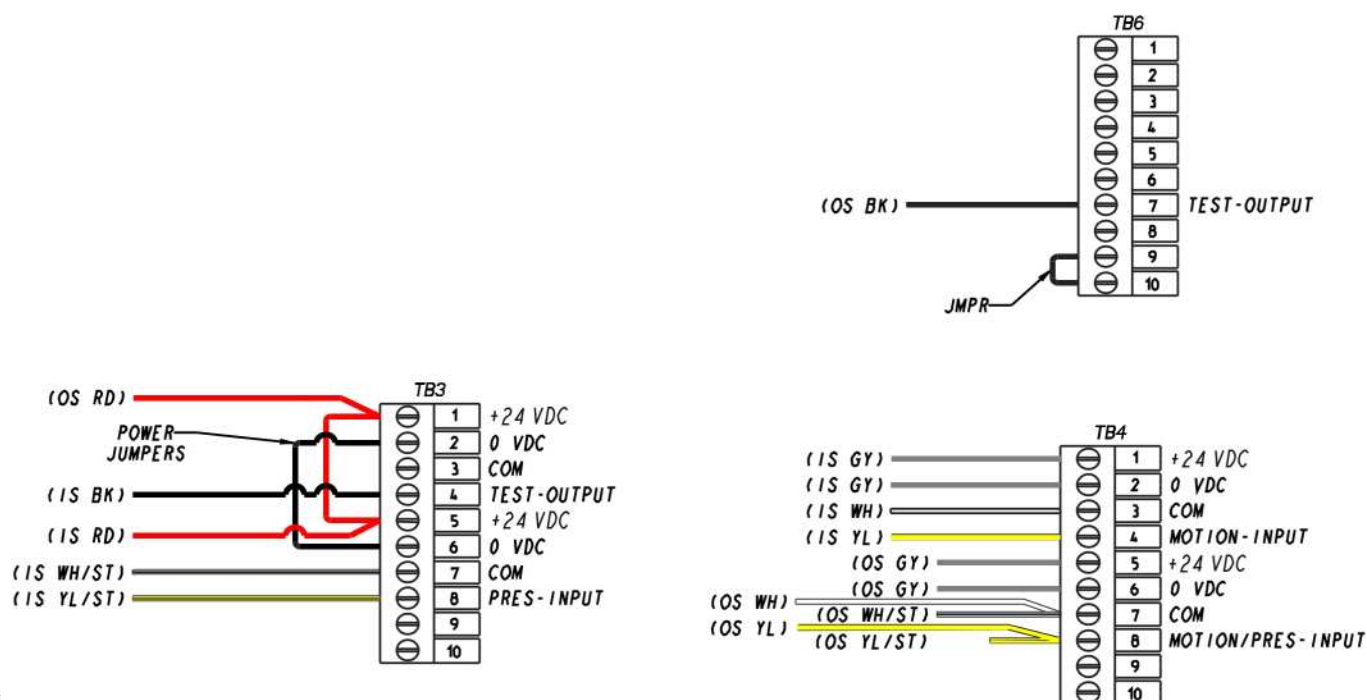 TB6
1
2
3
4
5
6
(OS BK) 7 TEST-OUTPUT
8
9
10
JMPR
TB3
(OS RD) 1 +24 VDC
POWER JUMPERS
2 0 VDC
3 COM
(IS BK) 4 TEST-OUTPUT
5 +24 VDC
(IS RD)
6 0 VDC
(IS WH/ST) 7 COM
(IS YL/ST) 8 PRES-INPUT
9
10
TB4
(IS GY) 1 +24 VDC
(IS GY) 2 0 VDC
(IS WH) 3 COM
(IS YL) 4 MOTION-INPUT
(OS GY) 5 +24 VDC
(OS GY) 6 0 VDC
(OS WH)
(OS WH/ST) 7 COM
(OS YL)
(OS YL/ST) 8 MOTION/PRES-INPUT
9
10